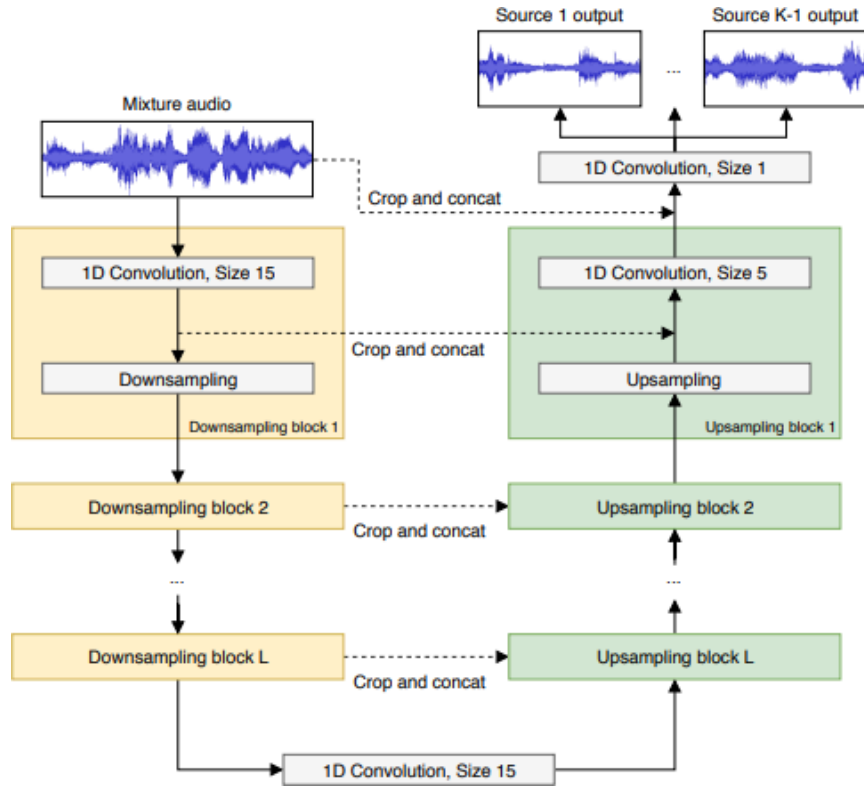 Source 1 output
Source K-1 output
...
Mixture audio
1D Convolution, Size 1
Crop and concat
1D Convolution, Size 15
1D Convolution, Size 5
Crop and concat
Downsampling
Upsampling
Downsampling block 1
Upsampling block 1
Downsampling block 2
Upsampling block 2
Crop and concat
...
...
Downsampling block L
Upsampling block L
Crop and concat
1D Convolution, Size 15